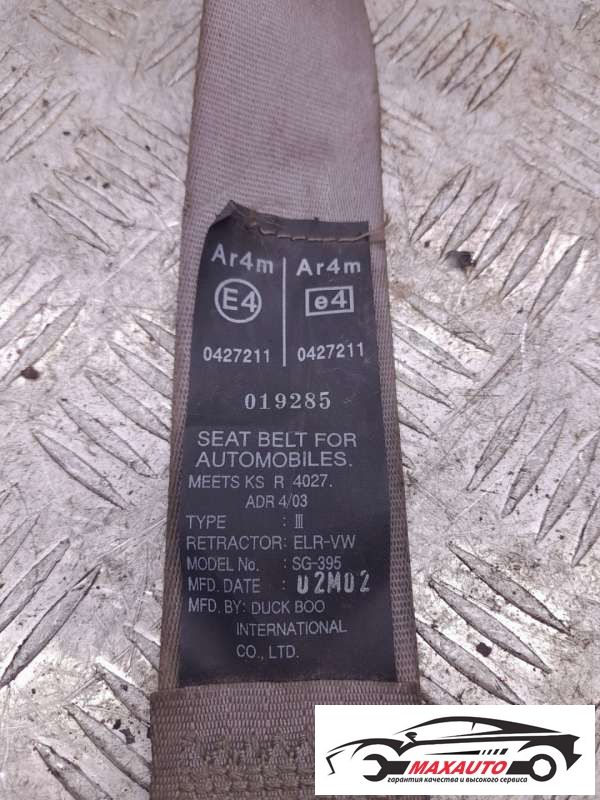 Ar4m Ar4m
E4 e4
0427211 0427211
019285
SEAT BELT FOR
AUTOMOBILES.
MEETS KS R 4027.
ADR 4/03
TYPE : III
RETRACTOR: ELR-VW
MODEL No. : SG-395
MFD. DATE : 02M02
MFD. BY: DUCK BOO
INTERNATIONAL
CO., LTD.
MAXAUTO
гарантия качества и высокого сервиса